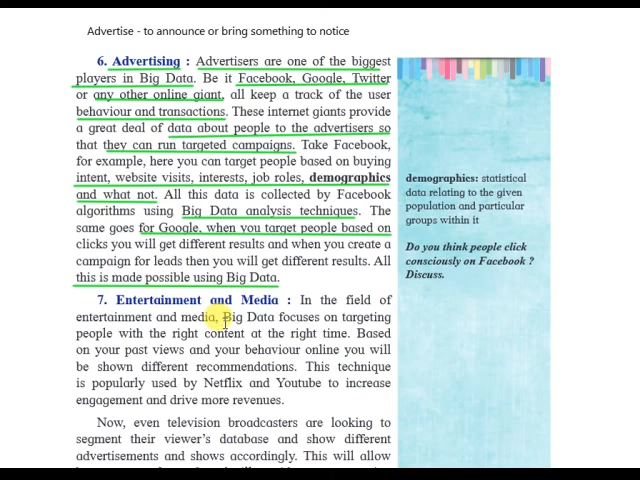 Advertise - to announce or bring something to notice
6. Advertising : Advertisers are one of the biggest
players in Big Data. Be it Facebook, Google, Twitter
or any other online giant, all keep a track of the user
behaviour and transactions. These internet giants provide
a great deal of data about people to the advertisers so
that they can run targeted campaigns. Take Facebook,
for example, here you can target people based on buying
intent, website visits, interests, job roles, demographics
and what not. All this data is collected by Facebook
algorithms using Big Data analysis techniques. The
same goes for Google, when you target people based on
clicks you will get different results and when you create a
campaign for leads then you will get different results. All
this is made possible using Big Data.
7. Entertainment and Media : In the field of
entertainment and media, Big Data focuses on targeting
people with the right content at the right time. Based
on your past views and your behaviour online you will
be shown different recommendations. This technique
is popularly used by Netflix and Youtube to increase
engagement and drive more revenues.
Now, even television broadcasters are looking to
segment their viewer's database and show different
advertisements and shows accordingly. This will allow
demographics: statistical
data relating to the given
population and particular
groups within it
Do you think people click
consciously on Facebook ?
Discuss.